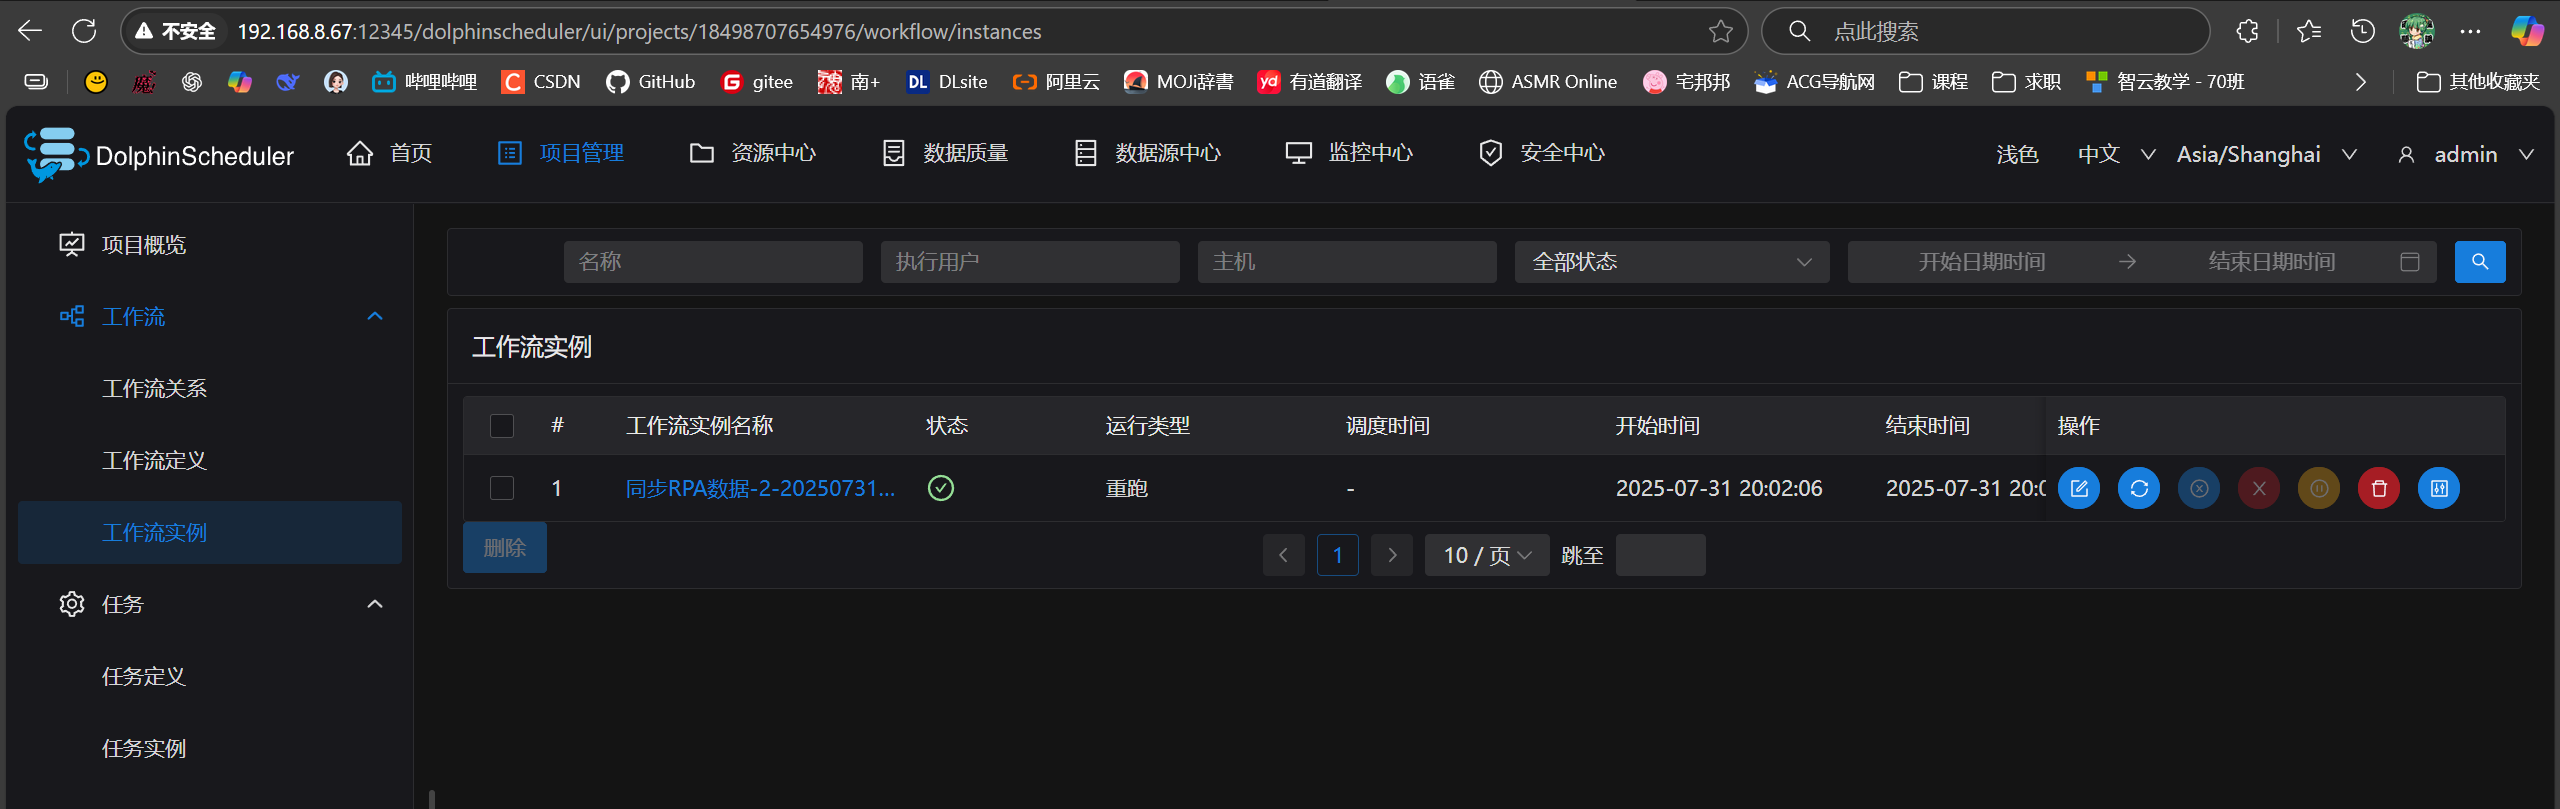 不安全 192.168.8.67:12345/dolphinscheduler/ui/projects/18498707654976/workflow/instances 点此搜索
魔 哔哩哔哩 CSDN GitHub gitee 南+ DLsite 阿里云 MOJi辞書 有道翻译 语雀 ASMR Online 宅邦邦 ACG导航网 课程 求职 智云教学 - 70班 其他收藏夹
DolphinScheduler 首页 项目管理 资源中心 数据质量 数据源中心 监控中心 安全中心 浅色 中文 Asia/Shanghai admin
项目概览
工作流
工作流关系
工作流定义
工作流实例
任务
任务定义
任务实例
名称 执行用户 主机 全部状态 开始日期时间 结束日期时间
工作流实例
# 工作流实例名称 状态 运行类型 调度时间 开始时间 结束时间 操作
1 同步RPA数据-2-20250731... 重跑 - 2025-07-31 20:02:06 2025-07-31 20:0
删除 1 10 / 页 跳至